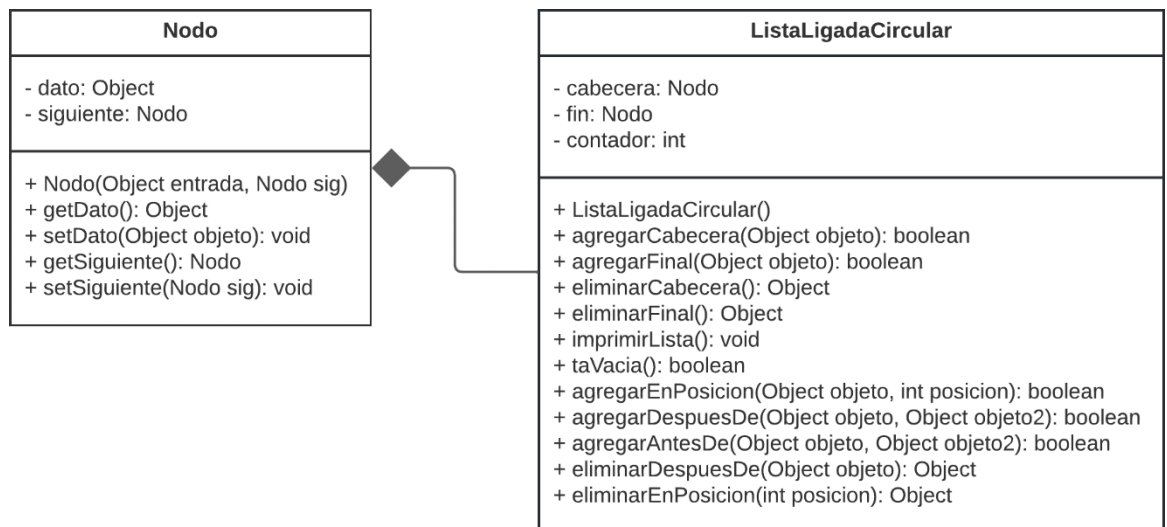 Nodo
- dato: Object
- siguiente: Nodo
+ Nodo(Object entrada, Nodo sig)
+ getDato(): Object
+ setDato(Object objeto): void
+ getSiguiente(): Nodo
+ setSiguiente(Nodo sig): void
ListaLigadaCircular
- cabecera: Nodo
- fin: Nodo
- contador: int
+ ListaLigadaCircular()
+ agregarCabecera(Object objeto): boolean
+ agregarFinal(Object objeto): boolean
+ eliminarCabecera(): Object
+ eliminarFinal(): Object
+ imprimirLista(): void
+ taVacia(): boolean
+ agregarEnPosicion(Object objeto, int posicion): boolean
+ agregarDespuesDe(Object objeto, Object objeto2): boolean
+ agregarAntesDe(Object objeto, Object objeto2): boolean
+ eliminarDespuesDe(Object objeto): Object
+ eliminarEnPosicion(int posicion): Object